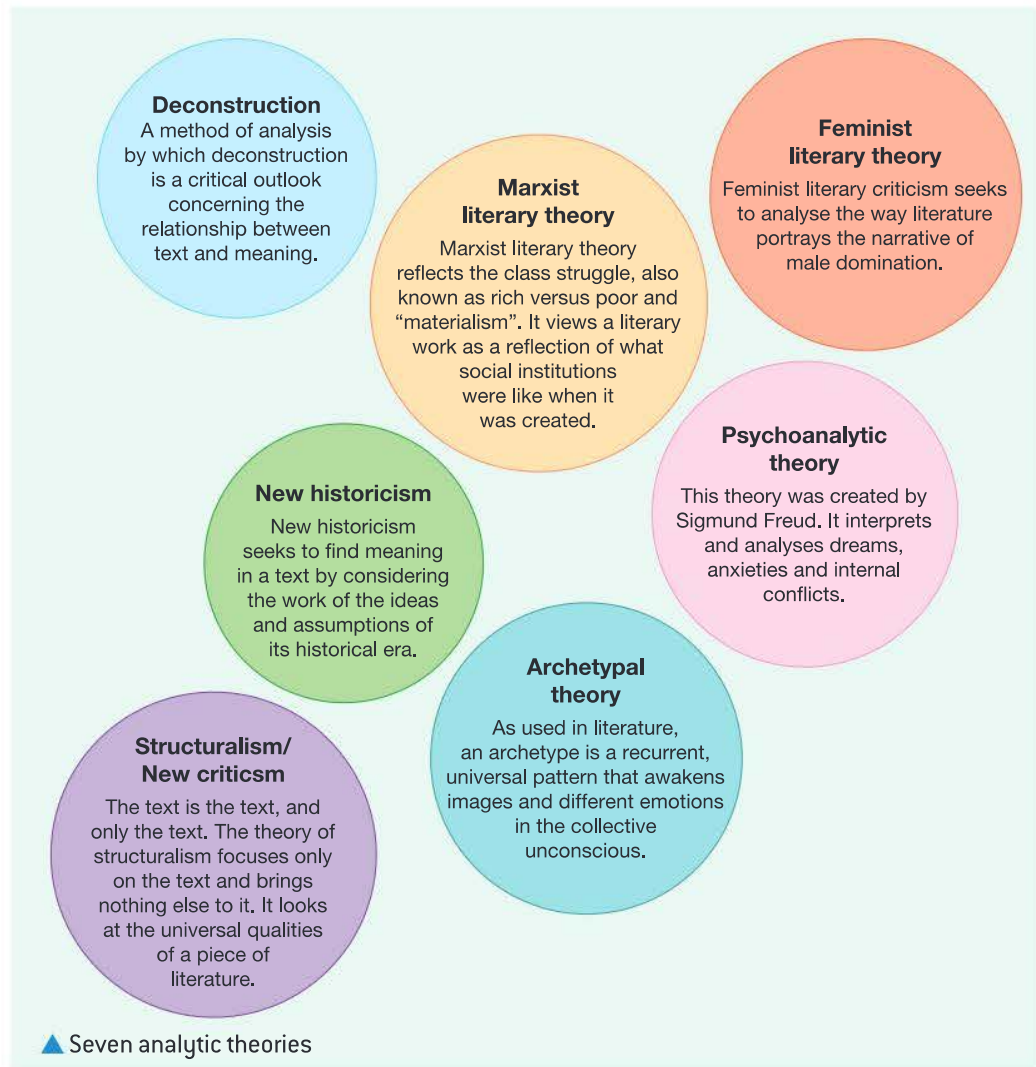 Deconstruction
A method of analysis
by which deconstruction
is a critical outlook
concerning the
relationship between
text and meaning.
Marxist
literary theory
Marxist literary theory
reflects the class struggle, also
known as rich versus poor and
“materialism”. It views a literary
work as a reflection of what
social institutions
were like when it
was created.
Feminist
literary theory
Feminist literary criticism seeks
to analyse the way literature
portrays the narrative of
male domination.
New historicism
New historicism
seeks to find meaning
in a text by considering
the work of the ideas
and assumptions of
its historical era.
Psychoanalytic
theory
This theory was created by
Sigmund Freud. It interprets
and analyses dreams,
anxieties and internal
conflicts.
Structuralism/
New criticsm
The text is the text, and
only the text. The theory of
structuralism focuses only
on the text and brings
nothing else to it. It looks
at the universal qualities
of a piece of
literature.
Archetypal
theory
As used in literature,
an archetype is a recurrent,
universal pattern that awakens
images and different emotions
in the collective
unconscious.
Seven analytic theories